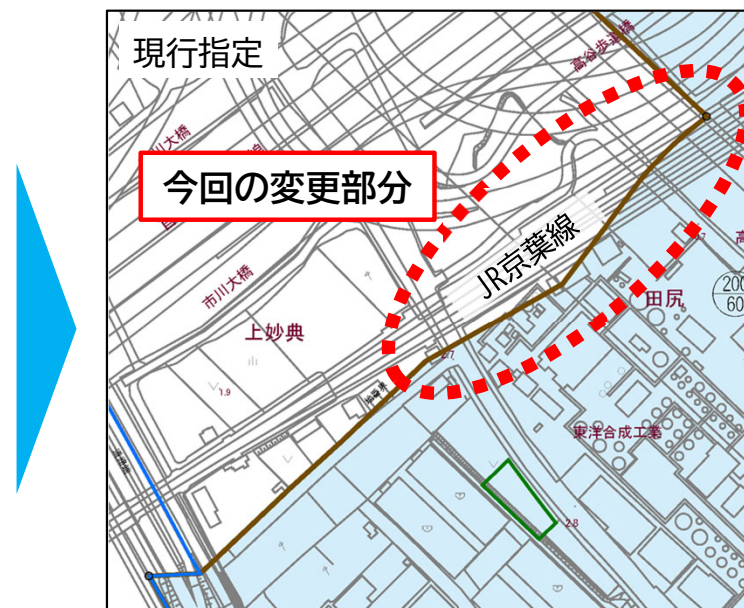 現行指定
高谷歩道橋
市川大橋
今回の変更部分
JR京葉線
市川大橋
上妙典
田尻
200
60
2.7
1.9
東洋合成工業
2.8